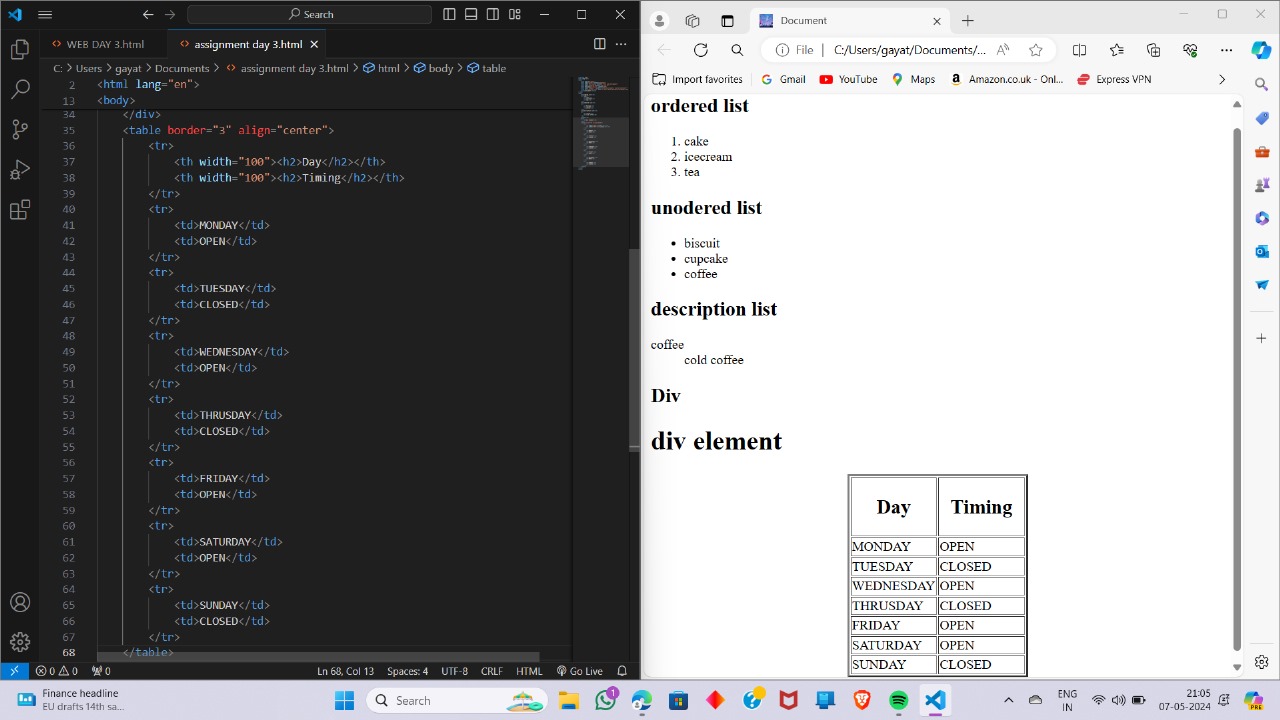 Search
WEB DAY 3.html
assignment day 3.html
C: > Users > gayat > Documents > assignment day 3.html > html > body > table
2 <html lang="en">
13 <body>
34 </div>
35 <table border="3" align="center">
36 <tr>
37 <th width="100"><h2>Day</h2></th>
38 <th width="100"><h2>Timing</h2></th>
39 </tr>
40 <tr>
41 <td>MONDAY</td>
42 <td>OPEN</td>
43 </tr>
44 <tr>
45 <td>TUESDAY</td>
46 <td>CLOSED</td>
47 </tr>
48 <tr>
49 <td>WEDNESDAY</td>
50 <td>OPEN</td>
51 </tr>
52 <tr>
53 <td>THRUSDAY</td>
54 <td>CLOSED</td>
55 </tr>
56 <tr>
57 <td>FRIDAY</td>
58 <td>OPEN</td>
59 </tr>
60 <tr>
61 <td>SATURDAY</td>
62 <td>OPEN</td>
63 </tr>
64 <tr>
65 <td>SUNDAY</td>
66 <td>CLOSED</td>
67 </tr>
68 </table>
0 0 0 Ln 68, Col 13 Spaces: 4 UTF-8 CRLF HTML Go Live
Document
File | C:/Users/gayat/Documents/...
Import favorites Gmail YouTube Maps Amazon.co.uk - Onl... Express VPN
ordered list
1. cake
2. icecream
3. tea
unodered list
• biscuit
• cupcake
• coffee
description list
coffee
cold coffee
Div
div element
Day Timing
MONDAY OPEN
TUESDAY CLOSED
WEDNESDAY OPEN
THRUSDAY CLOSED
FRIDAY OPEN
SATURDAY OPEN
SUNDAY CLOSED
Finance headline
EU drafts 14th sa...
Search
1
ENG
IN
21:05
07-05-2024
PRE